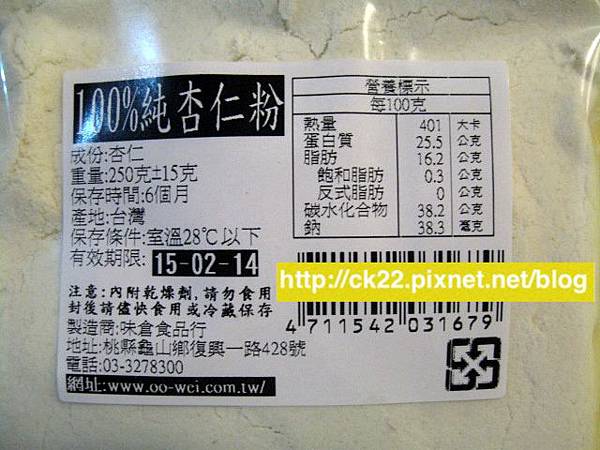 100%純杏仁粉
成份:杏仁
重量:250克±15克
保存時間:6個月
產地:台灣
保存條件:室溫28℃以下
有效期限:15-02-14
注意:內附乾燥劑,請勿食用
封後請儘快食用或冷藏保存
製造商:味倉食品行
地址:桃縣龜山鄉復興一路428號
電話:03-3278300
網址:www.oo-wei.com.tw/
營養標示
每100克
熱量 401 大卡
蛋白質 25.5 公克
脂肪 16.2 公克
飽和脂肪 0.3 公克
反式脂肪 0 公克
碳水化合物 38.2 公克
鈉 38.3 毫克
http://ck22.pixnet.net/blog
4 711542 031679